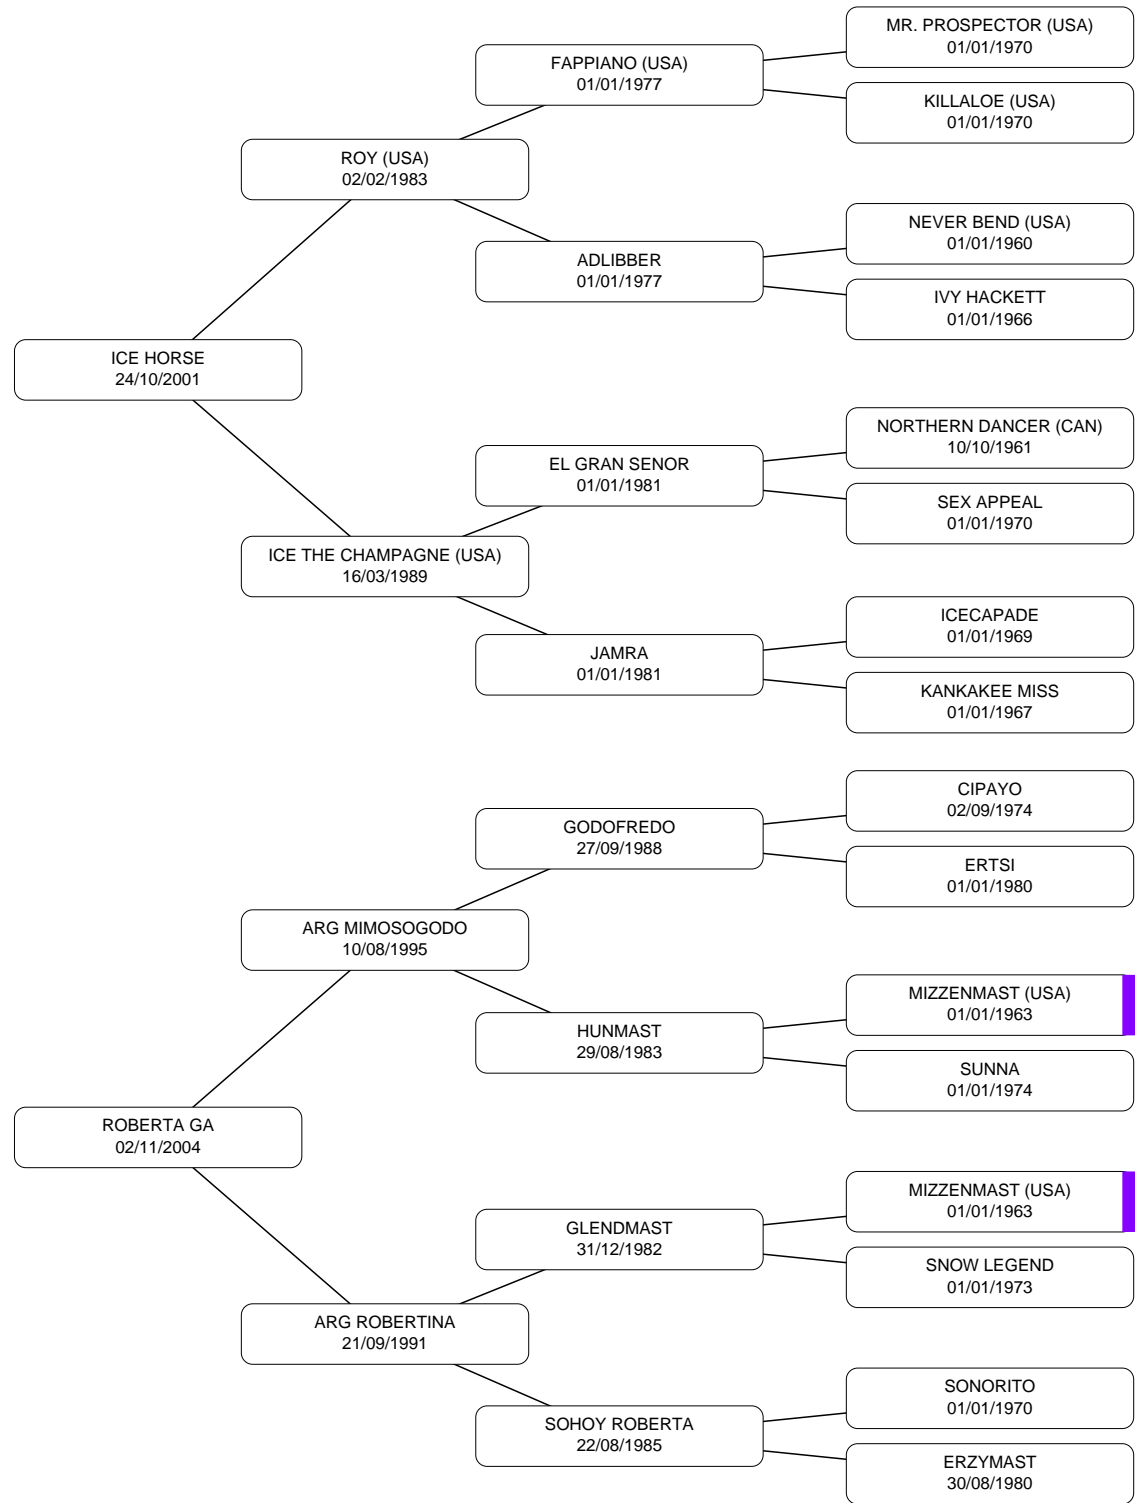 MR. PROSPECTOR (USA)
01/01/1970
FAPPIANO (USA)
01/01/1977
KILLALOE (USA)
01/01/1970
ROY (USA)
02/02/1983
NEVER BEND (USA)
01/01/1960
ADLIBBER
01/01/1977
IVY HACKETT
01/01/1966
ICE HORSE
24/10/2001
NORTHERN DANCER (CAN)
10/10/1961
EL GRAN SENOR
01/01/1981
SEX APPEAL
01/01/1970
ICE THE CHAMPAGNE (USA)
16/03/1989
ICECAPADE
01/01/1969
JAMRA
01/01/1981
KANKAKEE MISS
01/01/1967
CIPAYO
02/09/1974
GODOFREDO
27/09/1988
ERTSI
01/01/1980
ARG MIMOSOGODO
10/08/1995
MIZZENMAST (USA)
01/01/1963
HUNMAST
29/08/1983
SUNNA
01/01/1974
ROBERTA GA
02/11/2004
MIZZENMAST (USA)
01/01/1963
GLENDMAST
31/12/1982
SNOW LEGEND
01/01/1973
ARG ROBERTINA
21/09/1991
SONORITO
01/01/1970
SOHOY ROBERTA
22/08/1985
ERZYMAST
30/08/1980